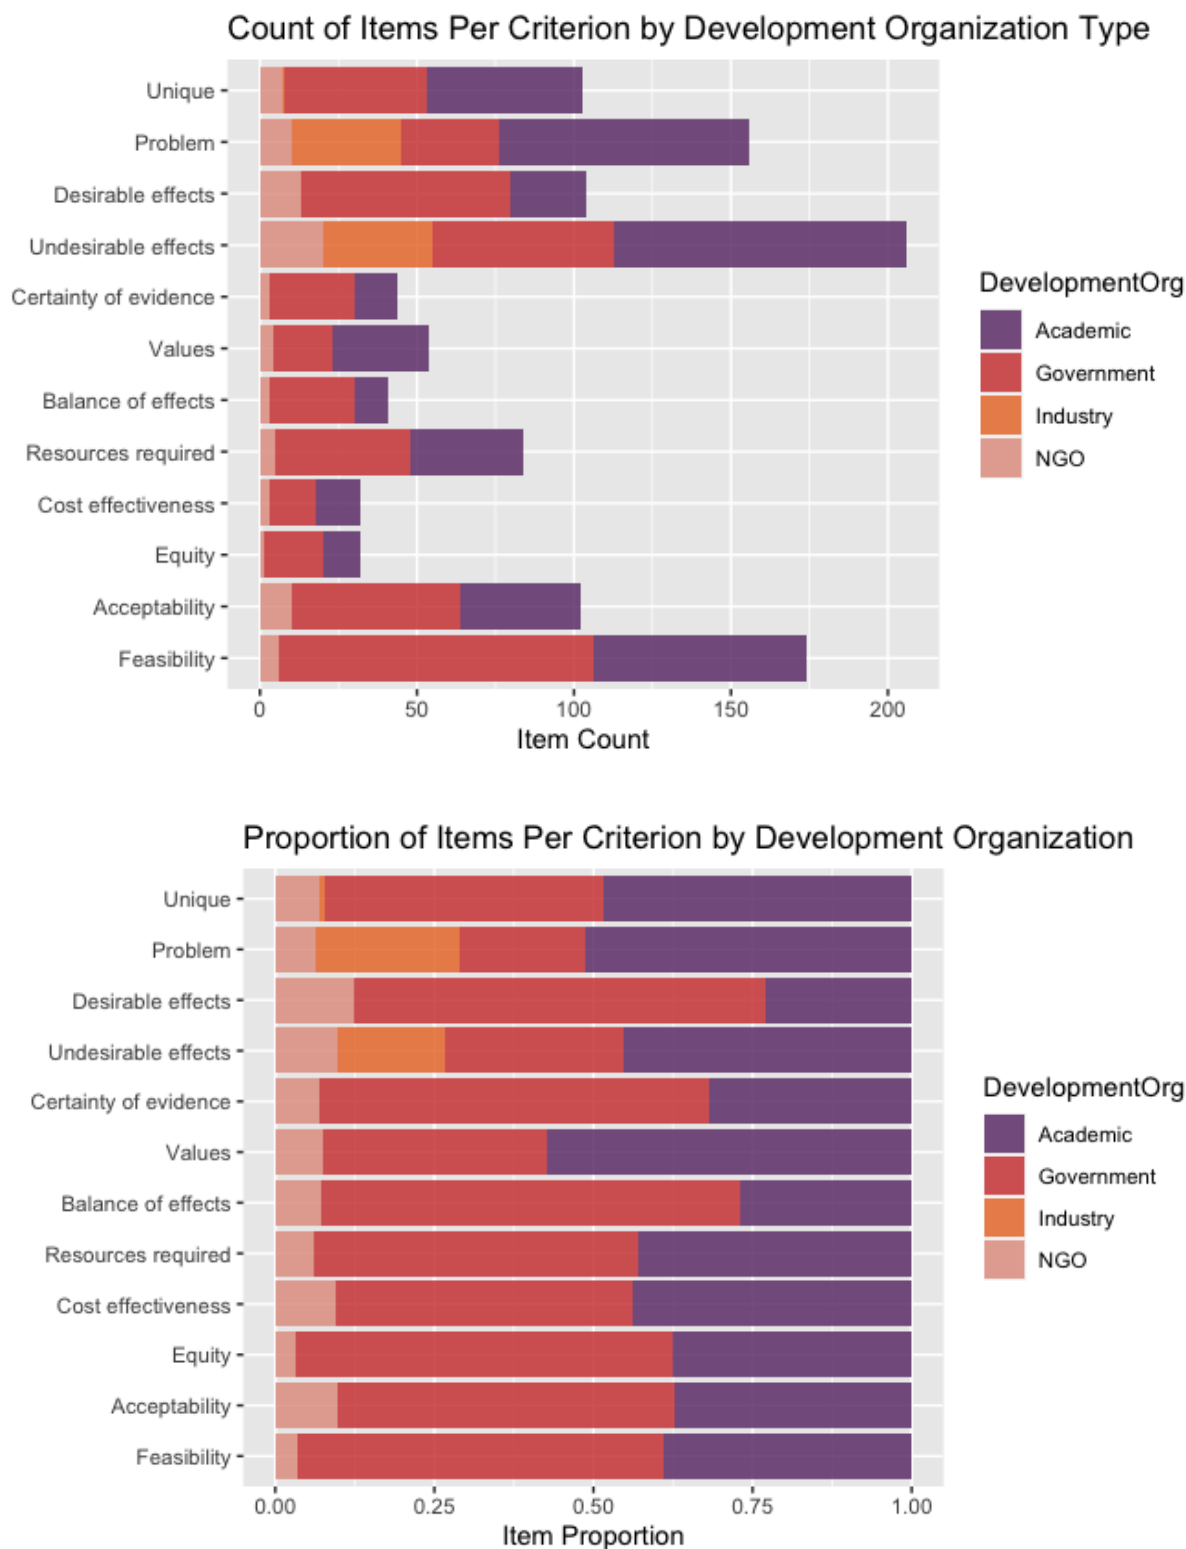 Count of Items Per Criterion by Development Organization Type
Unique
Problem
Desirable effects
Undesirable effects
Certainty of evidence
Values
Balance of effects
Resources required
Cost effectiveness
Equity
Acceptability
Feasibility
0 50 100 150 200
Item Count
DevelopmentOrg
Academic
Government
Industry
NGO
Proportion of Items Per Criterion by Development Organization
Unique
Problem
Desirable effects
Undesirable effects
Certainty of evidence
Values
Balance of effects
Resources required
Cost effectiveness
Equity
Acceptability
Feasibility
0.00 0.25 0.50 0.75 1.00
Item Proportion
DevelopmentOrg
Academic
Government
Industry
NGO